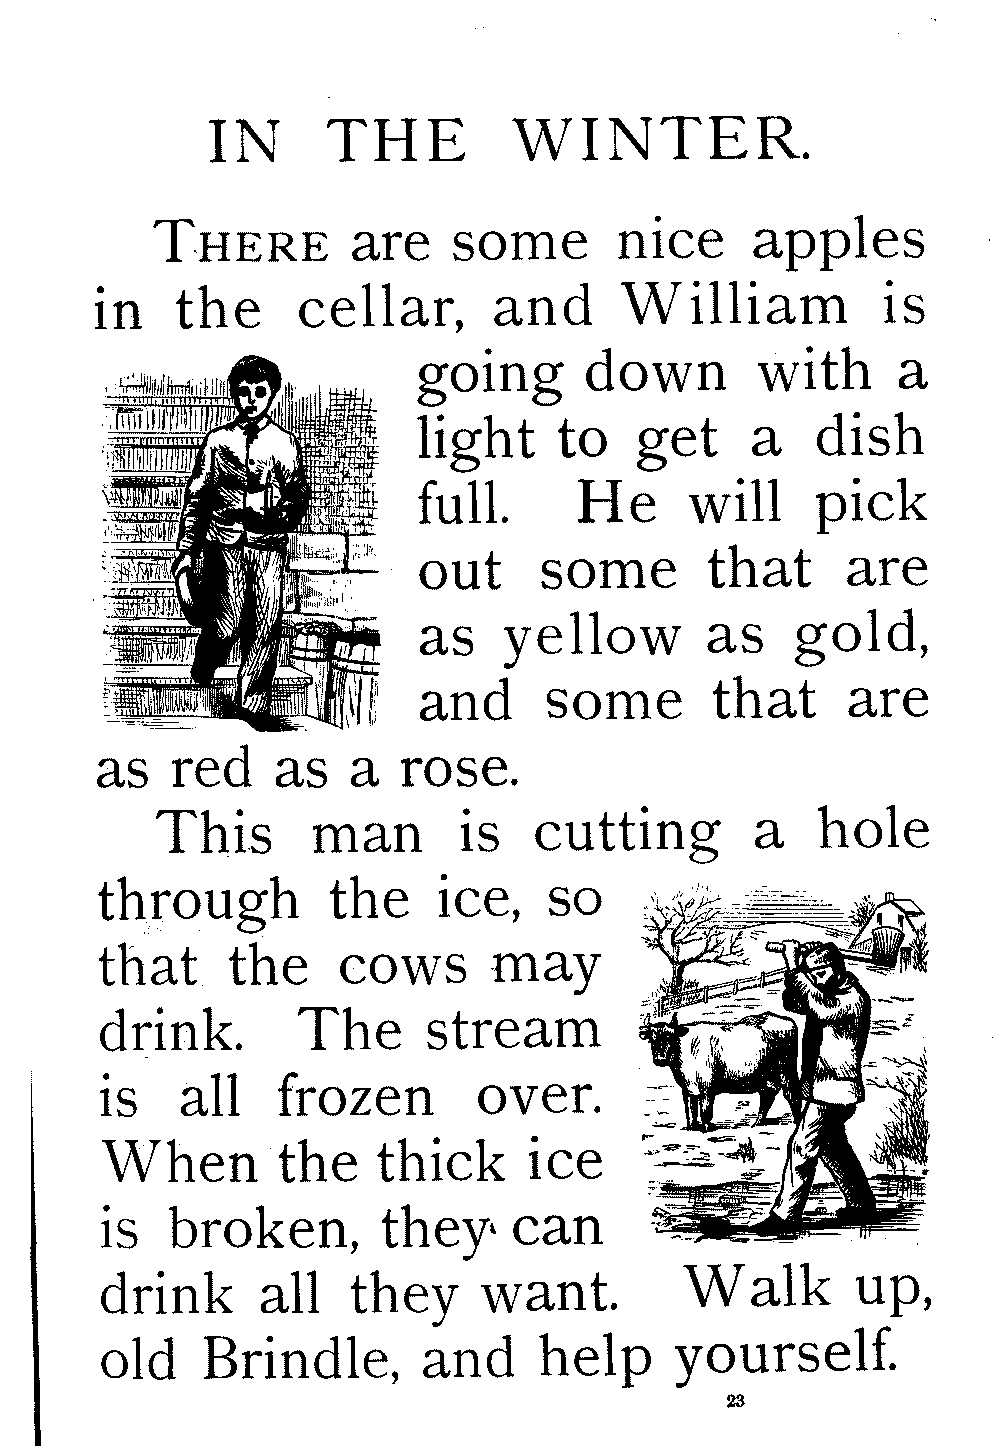 IN THE WINTER.
THERE are some nice apples
in the cellar, and William is
going down with a
light to get a dish
full. He will pick
out some that are
as yellow as gold,
and some that are
as red as a rose.
This man is cutting a hole
through the ice, so
that the cows may
drink. The stream
is all frozen over.
When the thick ice
is broken, they can
drink all they want. Walk up,
old Brindle, and help yourself.
23